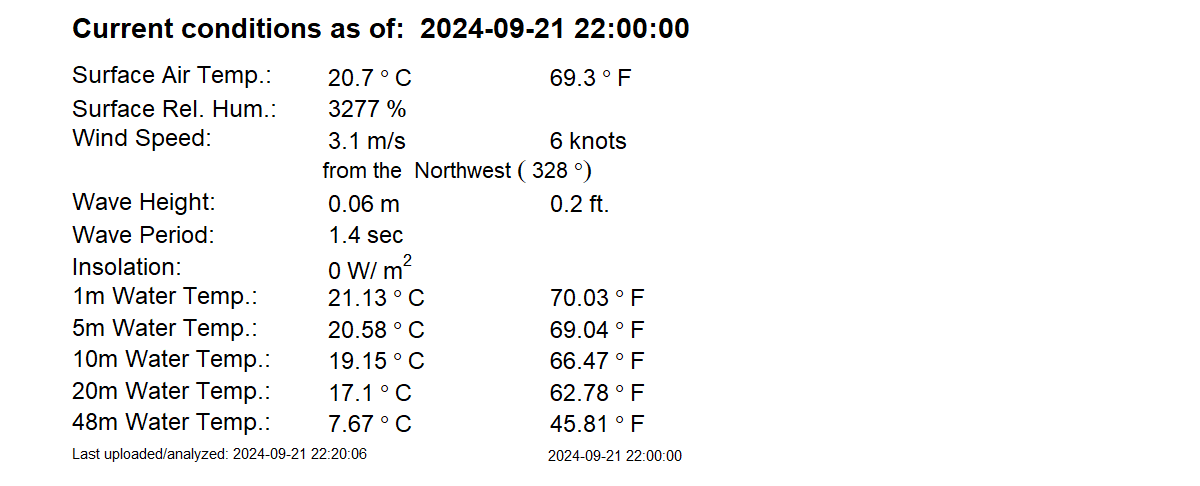 Current conditions as of: 2024-09-21 22:00:00
Surface Air Temp.: 20.7 ° C 69.3 ° F
Surface Rel. Hum.: 3277 %
Wind Speed: 3.1 m/s 6 knots
from the Northwest ( 328 °)
Wave Height: 0.06 m 0.2 ft.
Wave Period: 1.4 sec
Insolation: 0 W/ m²
1m Water Temp.: 21.13 ° C 70.03 ° F
5m Water Temp.: 20.58 ° C 69.04 ° F
10m Water Temp.: 19.15 ° C 66.47 ° F
20m Water Temp.: 17.1 ° C 62.78 ° F
48m Water Temp.: 7.67 ° C 45.81 ° F
Last uploaded/analyzed: 2024-09-21 22:20:06 2024-09-21 22:00:00